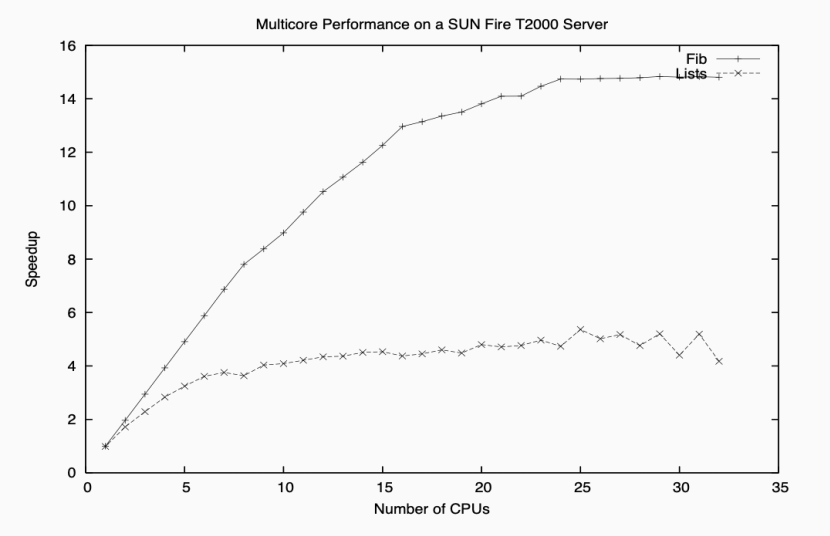 Multicore Performance on a SUN Fire T2000 Server
16
14
12
10
8
6
4
2
0
Speedup
Fib
Lists
0 5 10 15 20 25 30 35
Number of CPUs